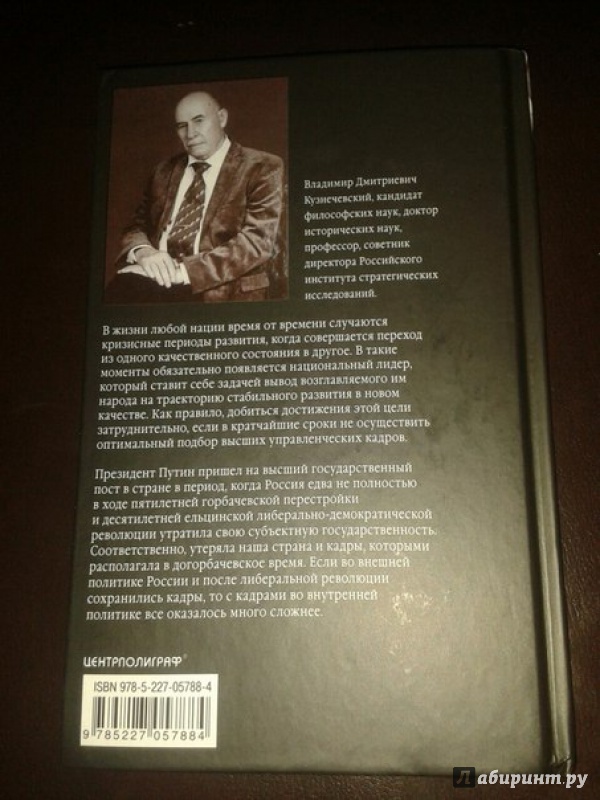 Владимир Дмитриевич
Кузнечевский, кандидат
философских наук, доктор
исторических наук,
профессор, советник
директора Российского
института стратегических
исследований.
В жизни любой нации время от времени случаются
кризисные периоды развития, когда совершается переход
из одного качественного состояния в другое. В такие
моменты обязательно появляется национальный лидер,
который ставит себе задачей вывод возглавляемого им
народа на траекторию стабильного развития в новом
качестве. Как правило, добиться достижения этой цели
затруднительно, если в кратчайшие сроки не осуществить
оптимальный подбор высших управленческих кадров.
Президент Путин пришел на высший государственный
пост в стране в период, когда Россия едва не полностью
в ходе пятилетней горбачевской перестройки
и десятилетней ельцинской либерально-демократической
революции утратила свою субъектную государственность.
Соответственно, утеряла наша страна и кадры, которыми
располагала в догорбачевское время. Если во внешней
политике России и после либеральной революции
сохранились кадры, то с кадрами во внутренней
политике все оказалось много сложнее.
ЦЕНТРПОЛИГРАФ®
ISBN 978-5-227-05788-4
9 785227 057884
лабиринт.ру